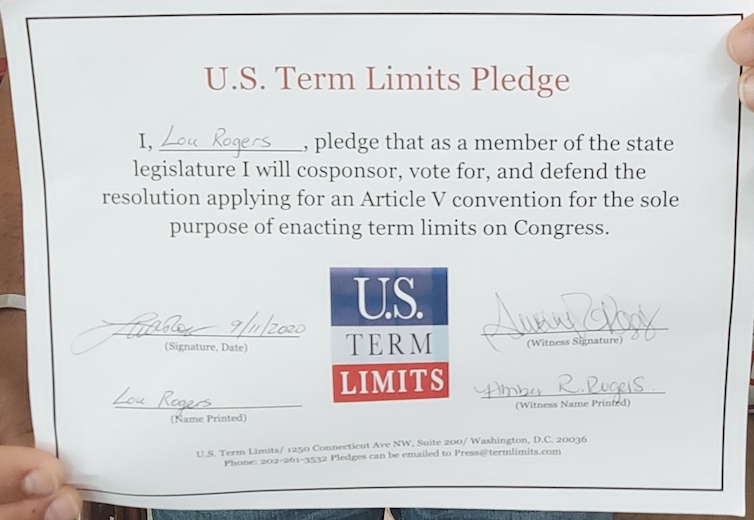 U.S. Term Limits Pledge
I, Lou Rogers, pledge that as a member of the state
legislature I will cosponsor, vote for, and defend the
resolution applying for an Article V convention for the sole
purpose of enacting term limits on Congress.
U.S.
TERM
LIMITS
9/11/2020
(Signature, Date)
(Witness Signature)
Lou Rogers
(Name Printed)
Amber R. Rogers
(Witness Name Printed)
U.S. Term Limits/ 1250 Connecticut Ave NW, Suite 200/ Washington, D.C. 20036
Phone: 202-261-3532 Pledges can be emailed to Press@termlimits.com